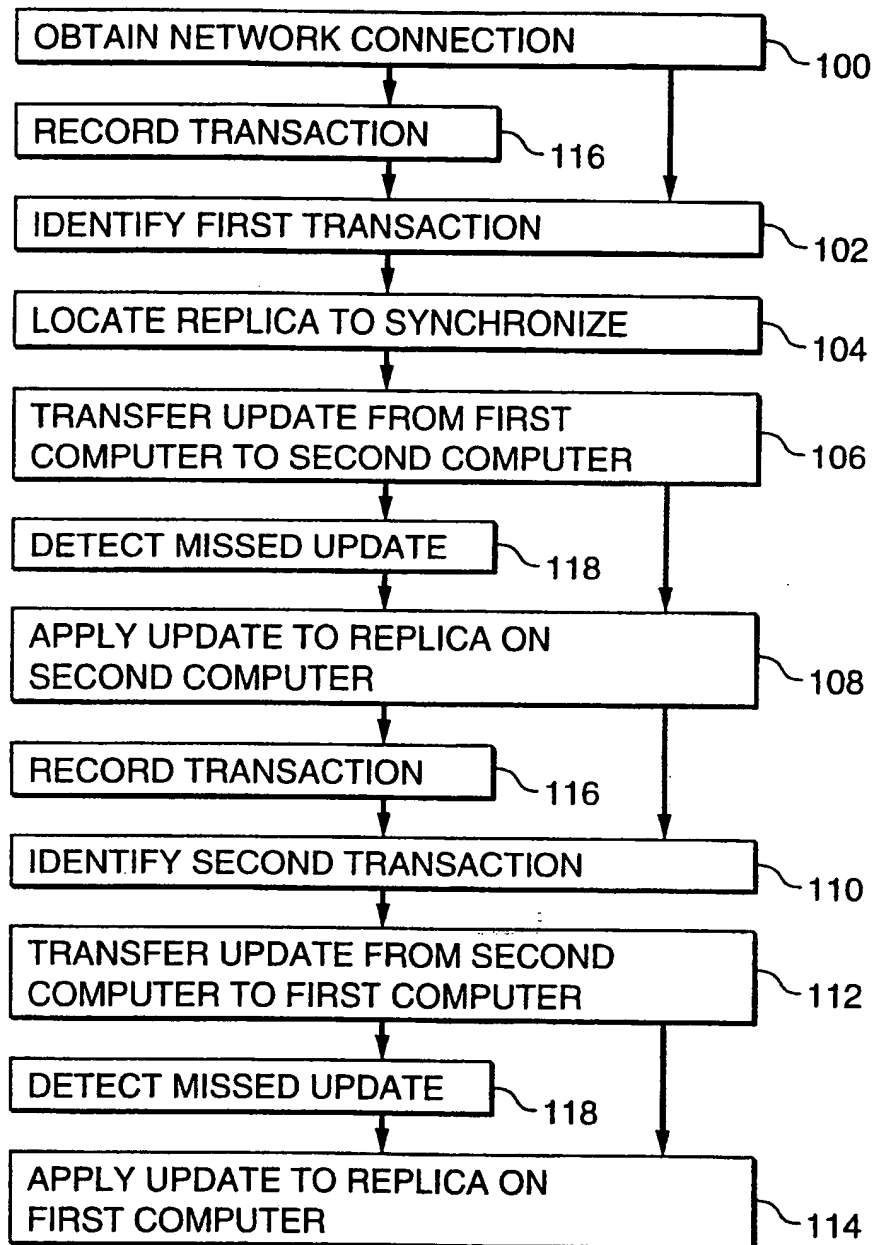 OBTAIN NETWORK CONNECTION
100
RECORD TRANSACTION
116
IDENTIFY FIRST TRANSACTION
102
LOCATE REPLICA TO SYNCHRONIZE
104
TRANSFER UPDATE FROM FIRST
COMPUTER TO SECOND COMPUTER
106
DETECT MISSED UPDATE
118
APPLY UPDATE TO REPLICA ON
SECOND COMPUTER
108
RECORD TRANSACTION
116
IDENTIFY SECOND TRANSACTION
110
TRANSFER UPDATE FROM SECOND
COMPUTER TO FIRST COMPUTER
112
DETECT MISSED UPDATE
118
APPLY UPDATE TO REPLICA ON
FIRST COMPUTER
114